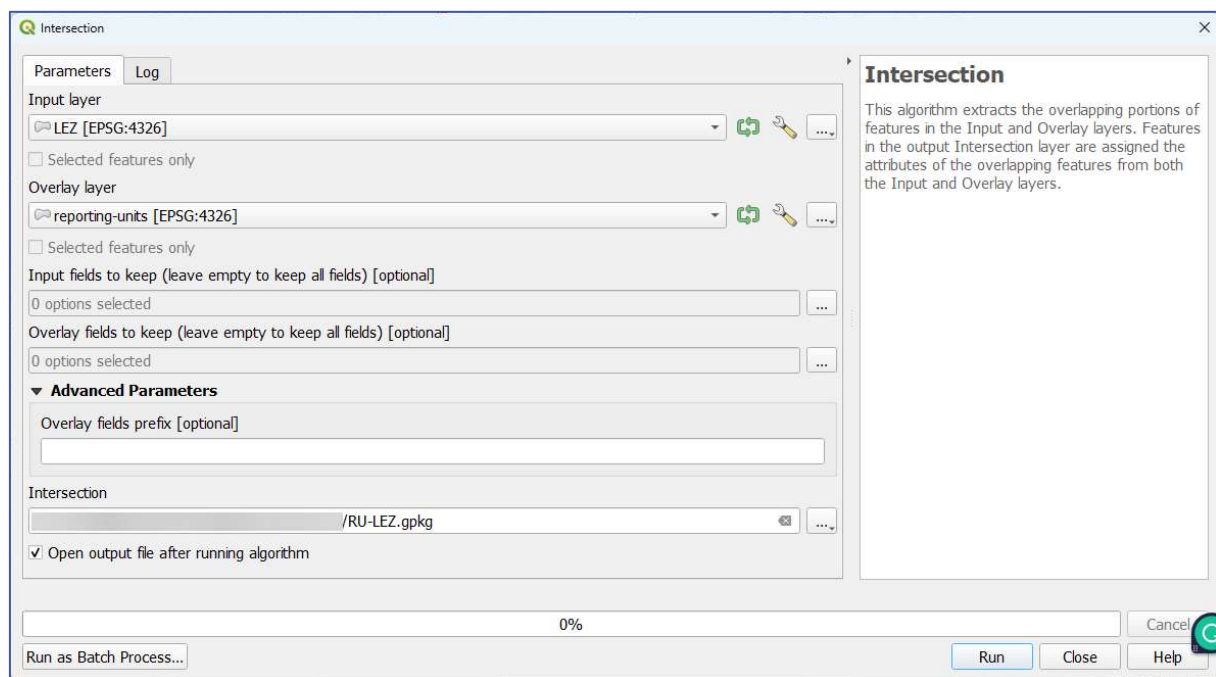 Intersection
Parameters
Log
Input layer
LEZ [EPSG:4326]
...
Selected features only
Overlay layer
reporting-units [EPSG:4326]
...
Selected features only
Input fields to keep (leave empty to keep all fields) [optional]
0 options selected
...
Overlay fields to keep (leave empty to keep all fields) [optional]
0 options selected
...
Advanced Parameters
Overlay fields prefix [optional]
Intersection
/RU-LEZ.gpkg
...
Open output file after running algorithm
Intersection
This algorithm extracts the overlapping portions of
features in the Input and Overlay layers. Features
in the output Intersection layer are assigned the
attributes of the overlapping features from both
the Input and Overlay layers.
0%
Cancel
Run as Batch Process...
Run
Close
Help